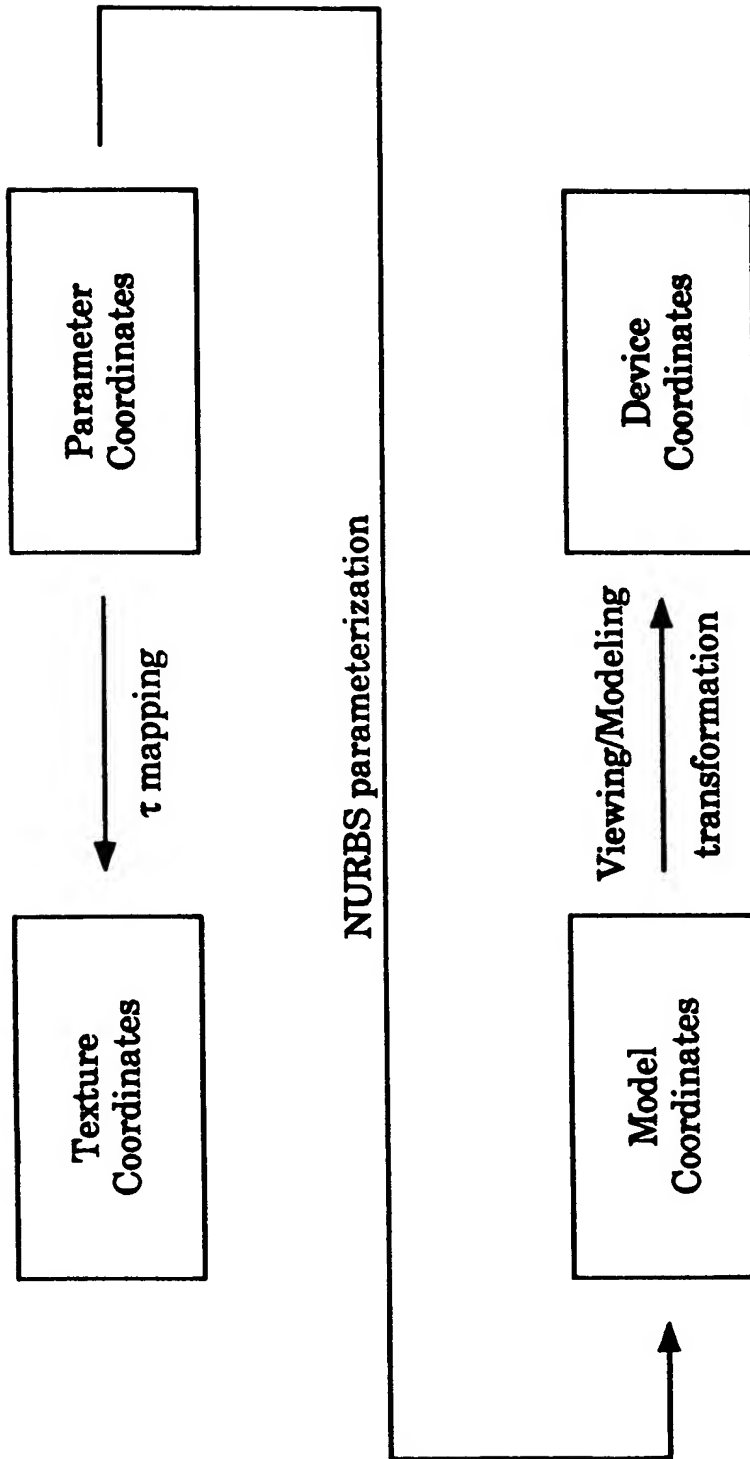 Texture
Coordinates
τ mapping
Parameter
Coordinates
NURBS parameterization
Model
Coordinates
Viewing/Modeling
transformation
Device
Coordinates